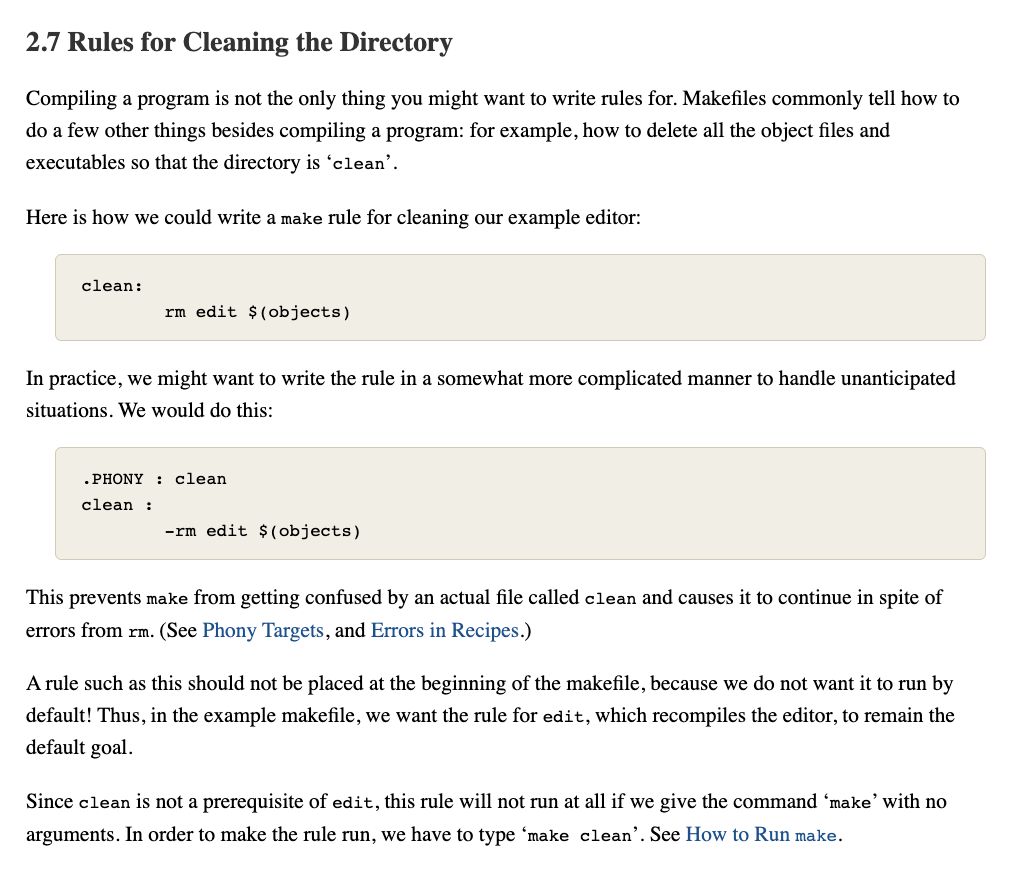 2.7 Rules for Cleaning the Directory
Compiling a program is not the only thing you might want to write rules for. Makefiles commonly tell how to
do a few other things besides compiling a program: for example, how to delete all the object files and
executables so that the directory is ‘clean’.
Here is how we could write a make rule for cleaning our example editor:
clean:
        rm edit $(objects)
In practice, we might want to write the rule in a somewhat more complicated manner to handle unanticipated
situations. We would do this:
.PHONY : clean
clean :
        -rm edit $(objects)
This prevents make from getting confused by an actual file called clean and causes it to continue in spite of
errors from rm. (See Phony Targets, and Errors in Recipes.)
A rule such as this should not be placed at the beginning of the makefile, because we do not want it to run by
default! Thus, in the example makefile, we want the rule for edit, which recompiles the editor, to remain the
default goal.
Since clean is not a prerequisite of edit, this rule will not run at all if we give the command ‘make’ with no
arguments. In order to make the rule run, we have to type ‘make clean’. See How to Run make.